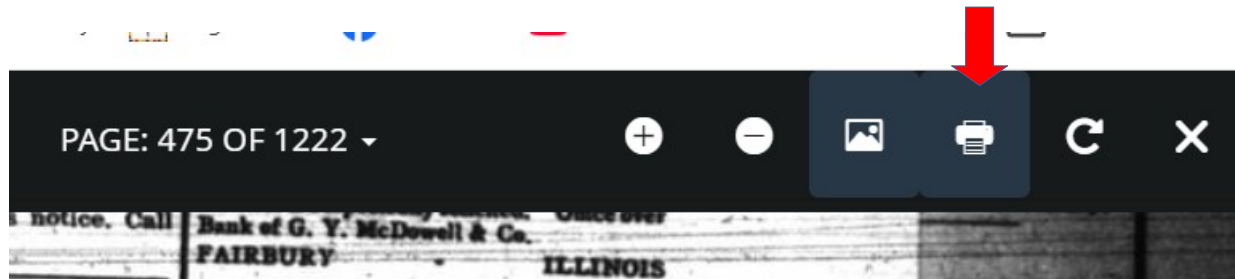 PAGE: 475 OF 1222
notice. Call
Bank of G. Y. McDowell & Co.
FAIRBURY - ILLINOIS